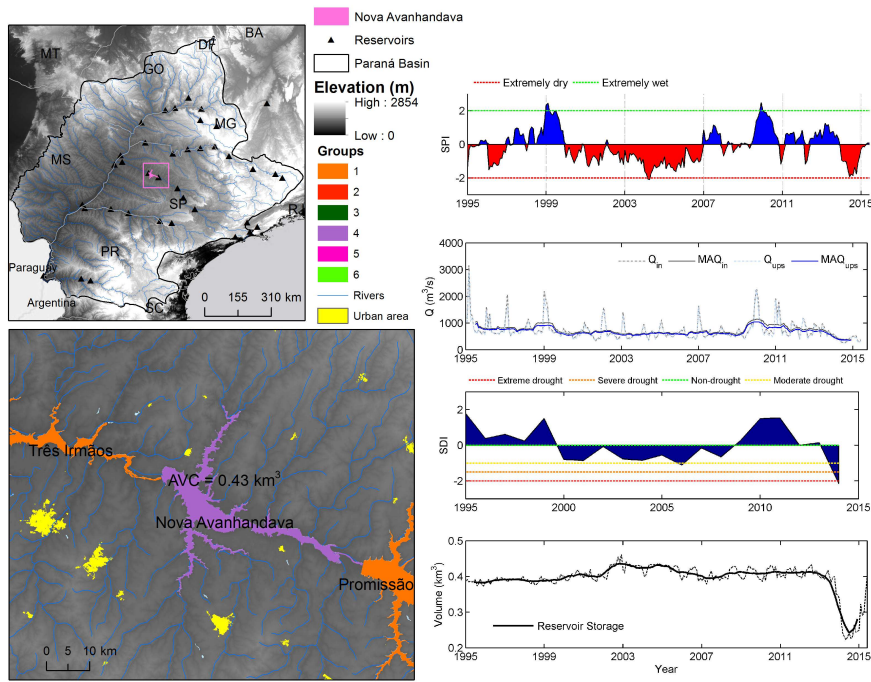 Nova Avanhandava
Reservoirs
Paraná Basin
Elevation (m)
High : 2854
Low : 0
Groups
1
2
3
4
5
6
Rivers
Urban area
MT
DF
BA
GO
MG
MS
SP
PR
Paraguay
Argentina
SC
0 155 310 km
Três Irmãos
AVC = 0.43 km³
Nova Avanhandava
Promissão
0 5 10 km
Extremely dry
Extremely wet
SPI
2
0
-2
1995 1999 2003 2007 2011 2015
Q (m³/s)
4000
3000
2000
1000
0
Qin MAQin Qups MAQups
1995 1999 2003 2007 2011 2015
Extreme drought Severe drought Non-drought Moderate drought
SDI
2
0
-2
1995 2000 2005 2010 2015
Volume (km³)
0.5
0.4
0.3
0.2
Reservoir Storage
1995 1999 2003 2007 2011 2015
Year